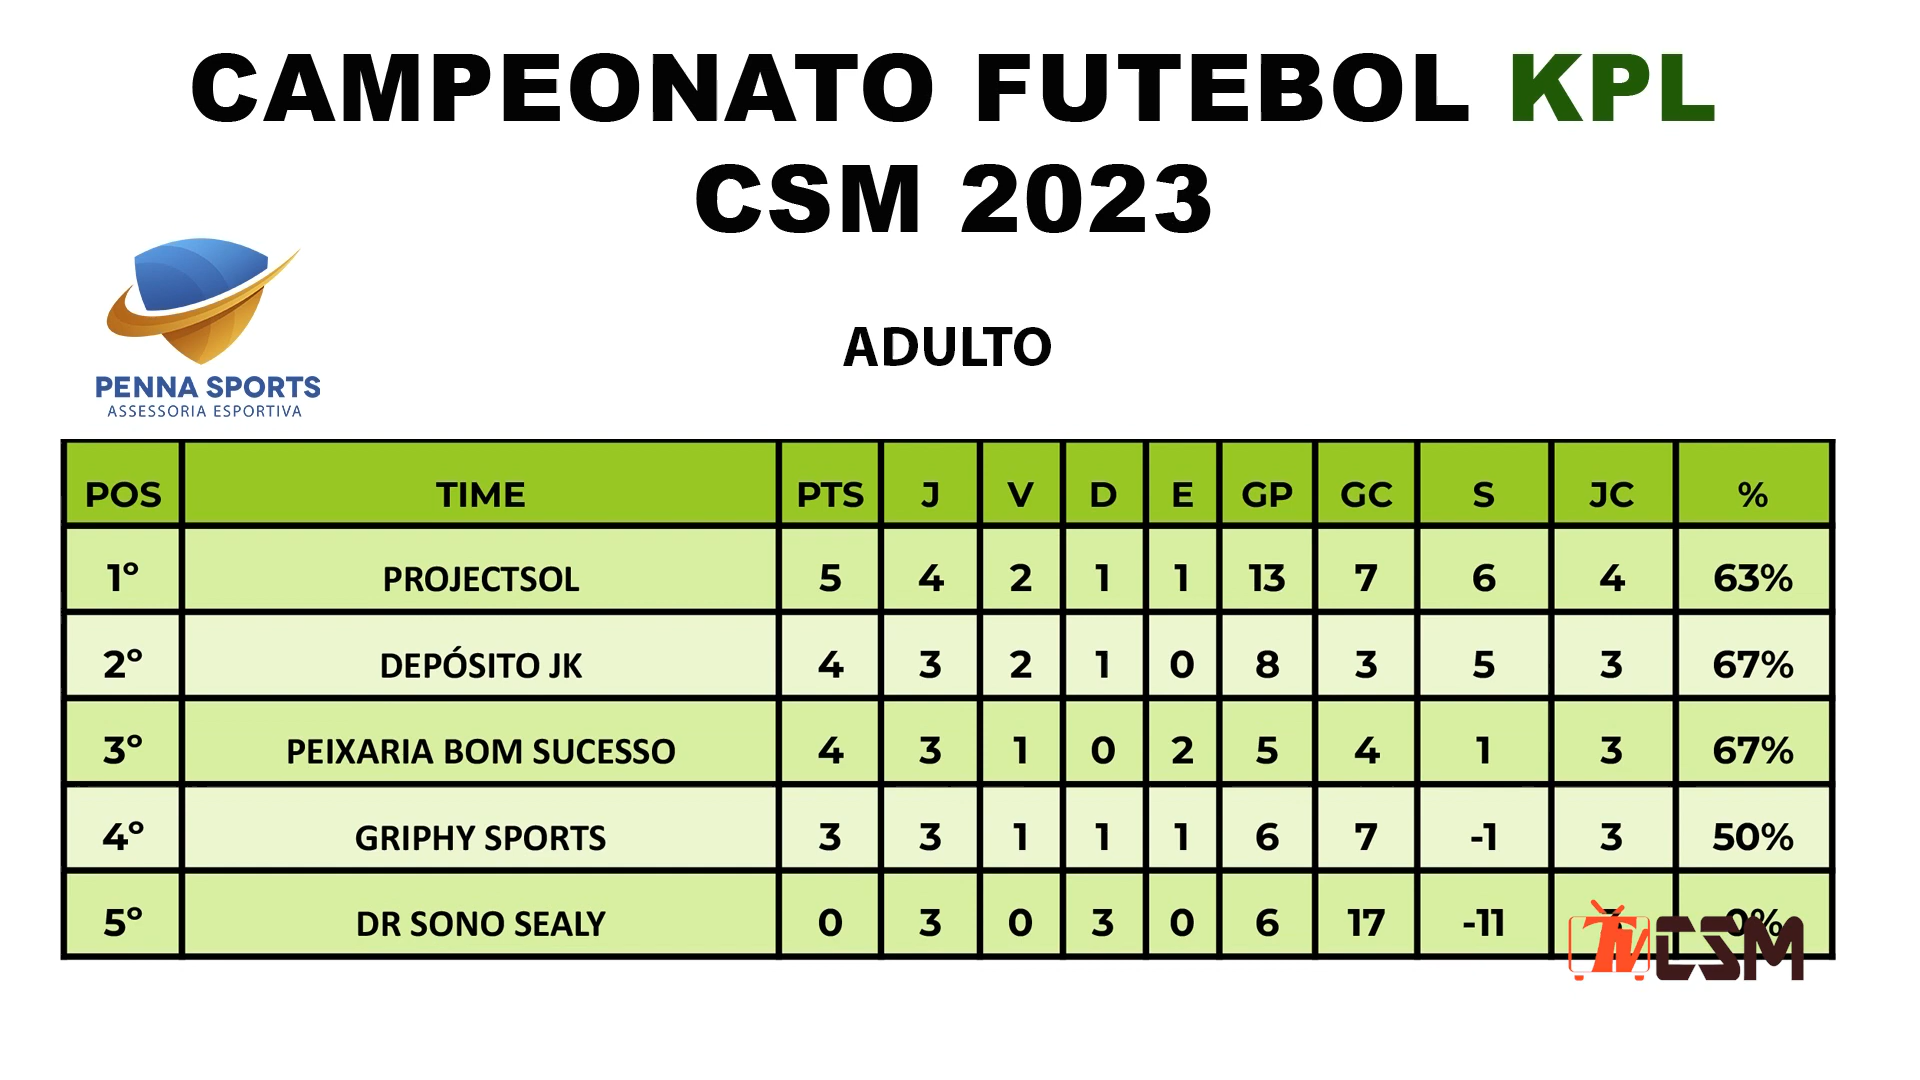 CAMPEONATO FUTEBOL KPL
CSM 2023
PENNA SPORTS
ASSESSORIA ESPORTIVA
ADULTO
POS TIME PTS J V D E GP GC S JC %
1º PROJECTSOL 5 4 2 1 1 13 7 6 4 63%
2º DEPÓSITO JK 4 3 2 1 0 8 3 5 3 67%
3º PEIXARIA BOM SUCESSO 4 3 1 0 2 5 4 1 3 67%
4º GRIPHY SPORTS 3 3 1 1 1 6 7 -1 3 50%
5º DR SONO SEALY 0 3 0 3 0 6 17 -11 0%
TV CSM